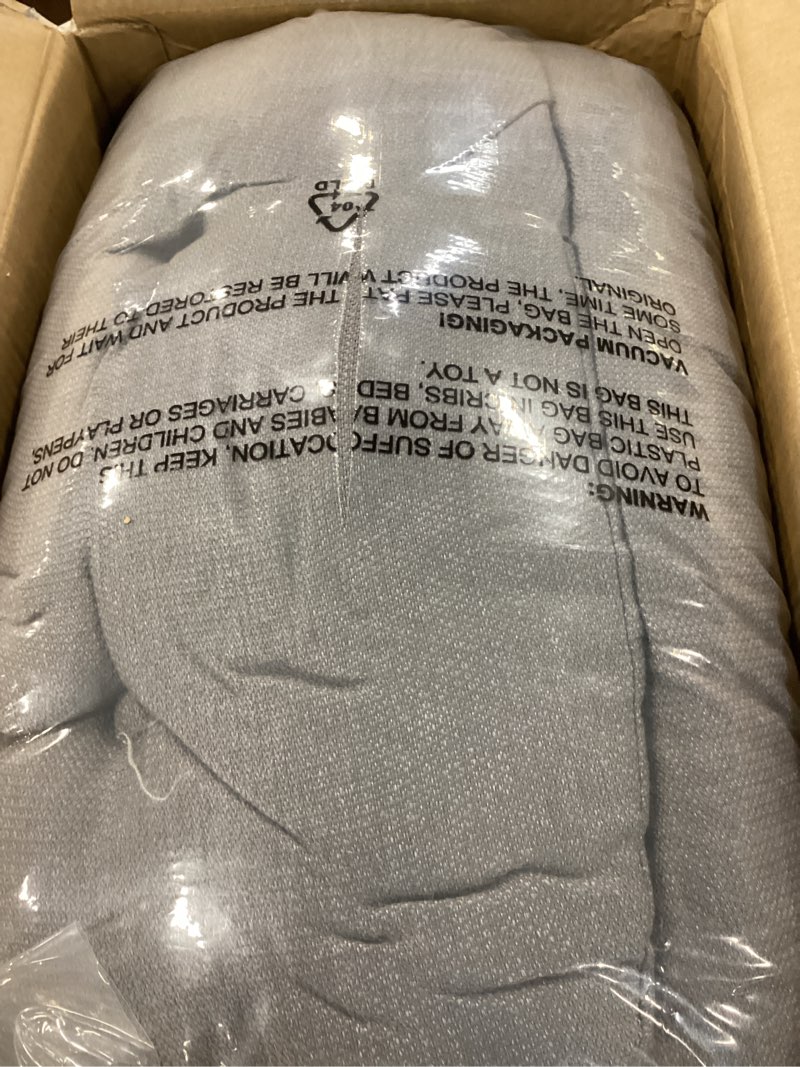 WARNING:
TO AVOID DANGER OF SUFFOCATION, KEEP THIS
PLASTIC BAG AWAY FROM BABIES AND CHILDREN. DO NOT
USE THIS BAG IN CRIBS, BEDS, CARRIAGES OR PLAYPENS,
THIS BAG IS NOT A TOY.
VACUUM PACKAGING!
OPEN THE BAG, PLEASE PAT THE PRODUCT AND WAIT FOR
SOME TIME, THE PRODUCT WILL BE RESTORED TO THEIR
ORIGINAL.
04